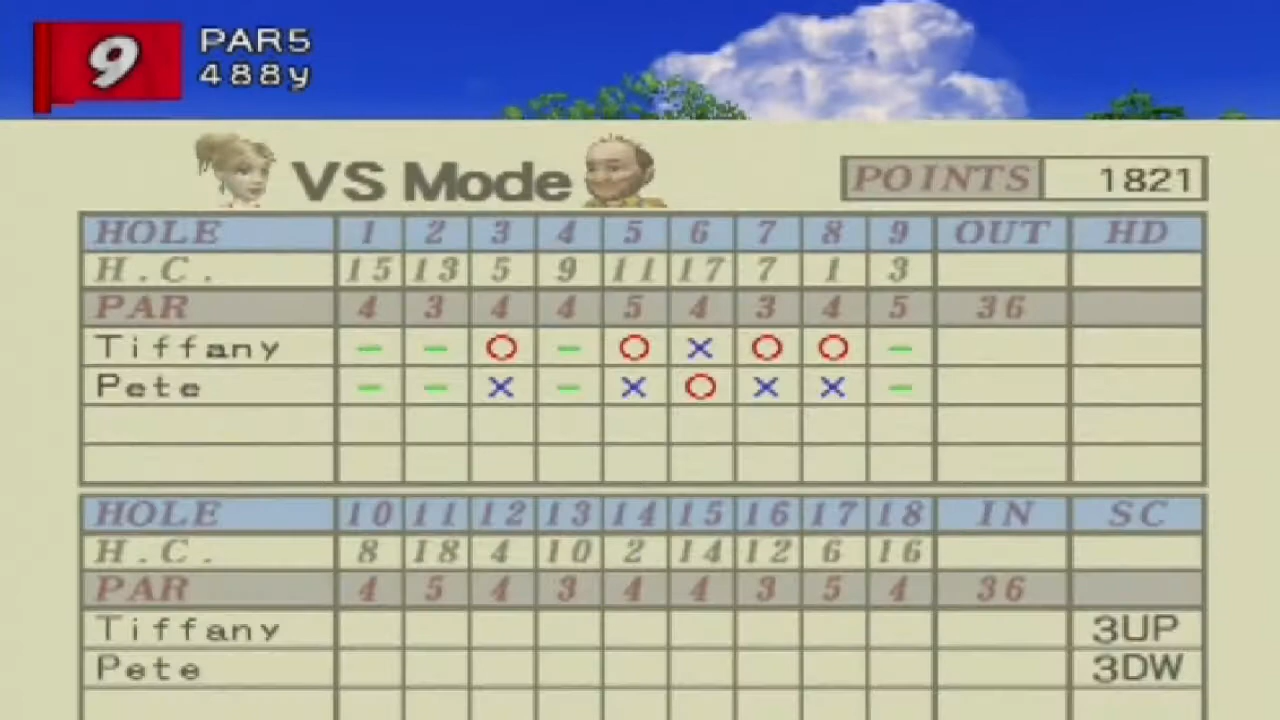 9 PAR5
488y
VS Mode POINTS 1821
HOLE 1 2 3 4 5 6 7 8 9 OUT HD
H.C. 15 13 5 9 11 17 7 1 3
PAR 4 3 4 4 5 4 3 4 5 36
Tiffany – – O – O X O O –
Pete – – X – X O X X –
HOLE 10 11 12 13 14 15 16 17 18 IN SC
H.C. 8 18 4 10 2 14 12 6 16
PAR 4 5 4 3 4 4 3 5 4 36
Tiffany 3UP
Pete 3DW